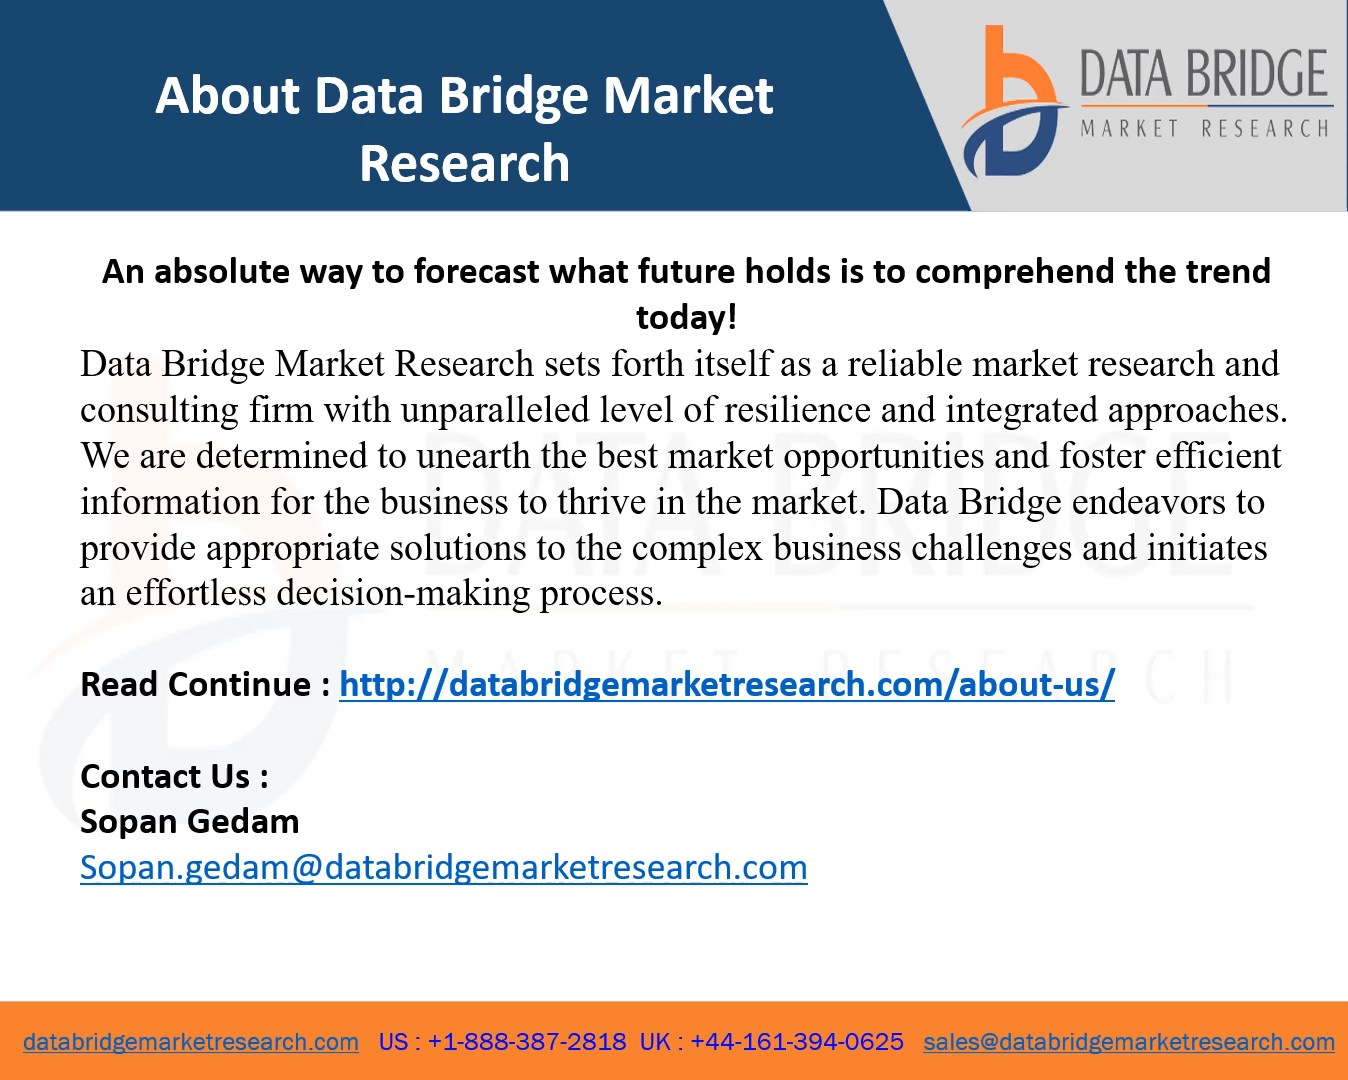 About Data Bridge Market
Research
DATA BRIDGE
MARKET RESEARCH
An absolute way to forecast what future holds is to comprehend the trend
today!
Data Bridge Market Research sets forth itself as a reliable market research and
consulting firm with unparalleled level of resilience and integrated approaches.
We are determined to unearth the best market opportunities and foster efficient
information for the business to thrive in the market. Data Bridge endeavors to
provide appropriate solutions to the complex business challenges and initiates
an effortless decision-making process.
DATA BRIDGE
MARKET RESEARCH
Read Continue : http://databridgemarketresearch.com/about-us/
Contact Us :
Sopan Gedam
Sopan.gedam@databridgemarketresearch.com
databridgemarketresearch.com US : +1-888-387-2818 UK : +44-161-394-0625 sales@databridgemarketresearch.com